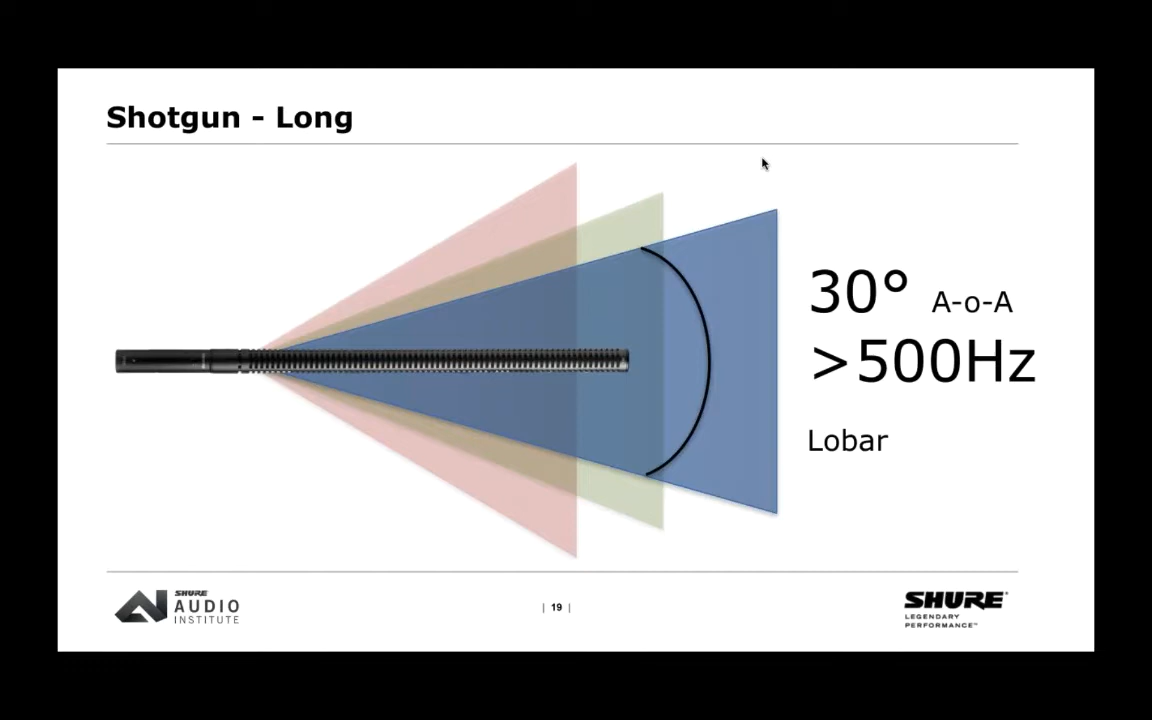 Shotgun - Long
30° A-o-A
>500Hz
Lobar
SHURE
AUDIO
INSTITUTE
| 19 |
SHURE
LEGENDARY
PERFORMANCE™